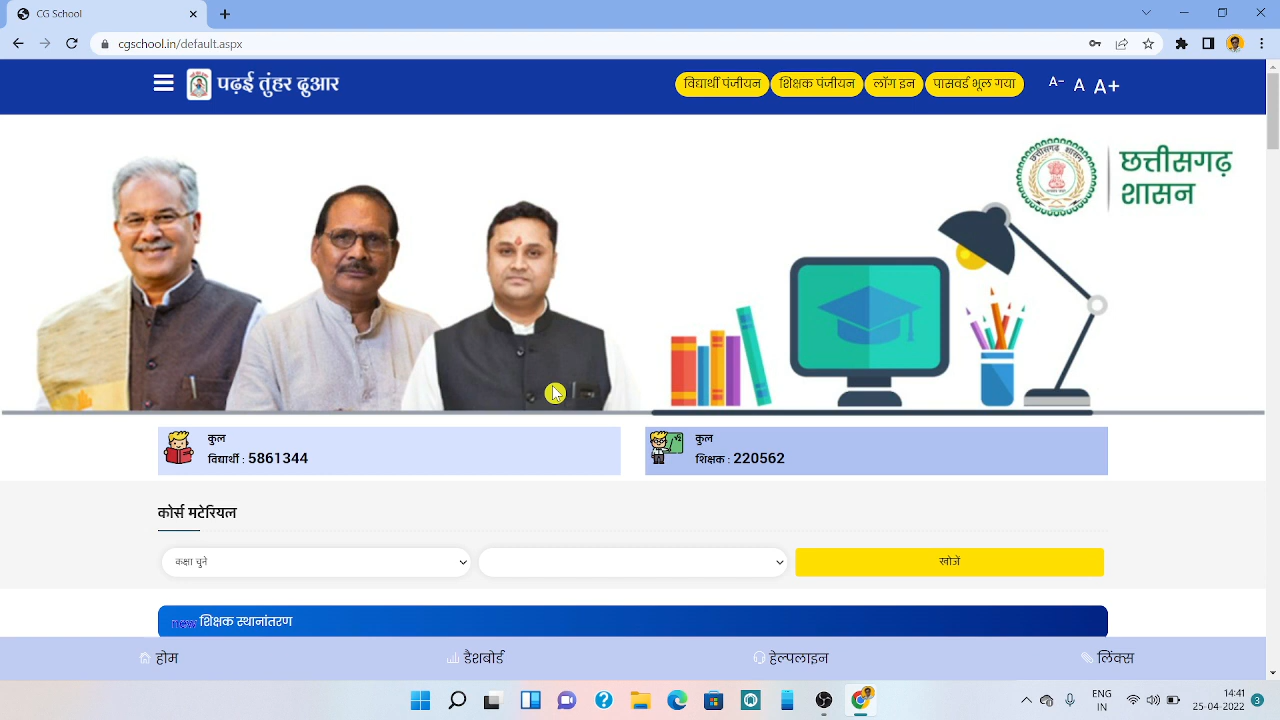 CG School
cgschool.in/default.aspx
पढ़ई तुंहर दुआर
विद्यार्थी पंजीयन
शिक्षक पंजीयन
लॉग इन
पासवर्ड भूल गया
A-
A
A+
छत्तीसगढ़
शासन
कुल
विद्यार्थी : 5861344
कुल
शिक्षक : 220562
कोर्स मटेरियल
कक्षा चुने
खोजें
new शिक्षक स्थानांतरण
होम
डैशबोर्ड
हेल्पलाइन
लिंक्स
ENG
IN
14:41
25-04-2022
3